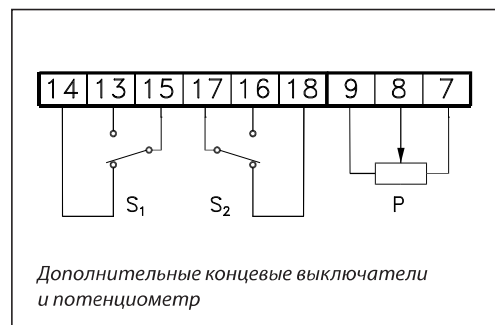 14 13 15 17 16 18 9 8 7
S₁ S₂ P
Дополнительные концевые выключатели
и потенциометр